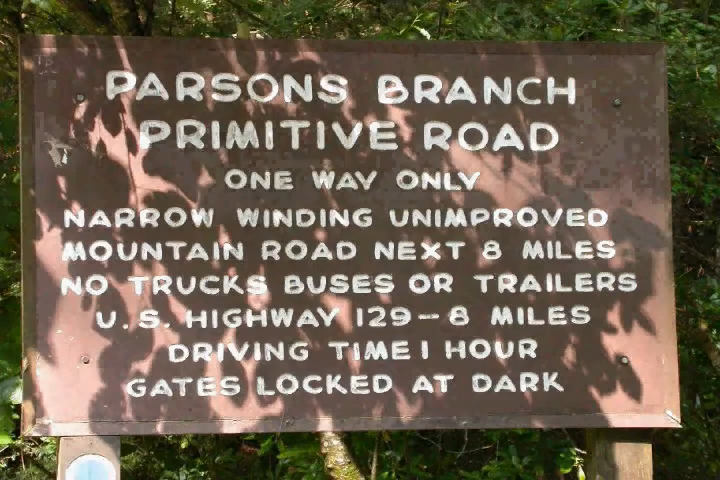 PARSONS BRANCH
PRIMITIVE ROAD
ONE WAY ONLY
NARROW WINDING UNIMPROVED
MOUNTAIN ROAD NEXT 8 MILES
NO TRUCKS BUSES OR TRAILERS
U.S. HIGHWAY 129-8 MILES
DRIVING TIME 1 HOUR
GATES LOCKED AT DARK